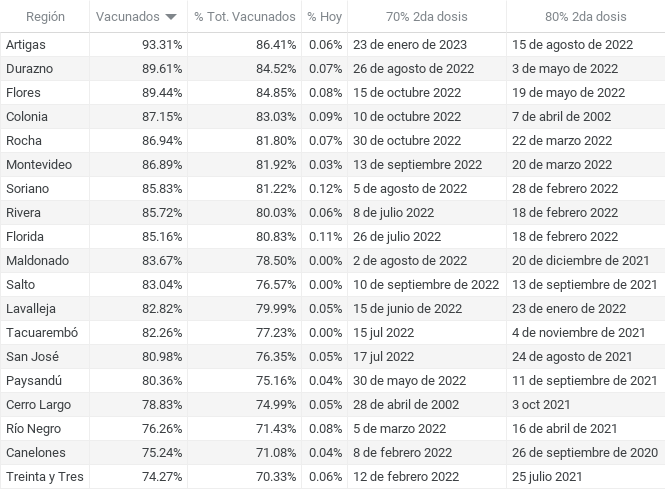 Región Vacunados % Tot. Vacunados % Hoy 70% 2da dosis 80% 2da dosis
Artigas 93.31% 86.41% 0.06% 23 de enero de 2023 15 de agosto de 2022
Durazno 89.61% 84.52% 0.07% 26 de agosto de 2022 3 de mayo de 2022
Flores 89.44% 84.85% 0.08% 15 de octubre 2022 19 de mayo de 2022
Colonia 87.15% 83.03% 0.09% 10 de octubre 2022 7 de abril de 2002
Rocha 86.94% 81.80% 0.07% 30 de octubre 2022 22 de marzo 2022
Montevideo 86.89% 81.92% 0.03% 13 de septiembre 2022 20 de marzo 2022
Soriano 85.83% 81.22% 0.12% 5 de agosto de 2022 28 de febrero 2022
Rivera 85.72% 80.03% 0.06% 8 de julio 2022 18 de febrero 2022
Florida 85.16% 80.83% 0.11% 26 de julio 2022 18 de febrero 2022
Maldonado 83.67% 78.50% 0.00% 2 de agosto de 2022 20 de diciembre de 2021
Salto 83.04% 76.57% 0.00% 10 de septiembre de 2022 13 de septiembre de 2021
Lavalleja 82.82% 79.99% 0.05% 15 de junio de 2022 23 de enero de 2022
Tacuarembó 82.26% 77.23% 0.00% 15 jul 2022 4 de noviembre de 2021
San José 80.98% 76.35% 0.05% 17 jul 2022 24 de agosto de 2021
Paysandú 80.36% 75.16% 0.04% 30 de mayo de 2022 11 de septiembre de 2021
Cerro Largo 78.83% 74.99% 0.05% 28 de abril de 2002 3 oct 2021
Río Negro 76.26% 71.43% 0.08% 5 de marzo 2022 16 de abril de 2021
Canelones 75.24% 71.08% 0.04% 8 de febrero 2022 26 de septiembre de 2020
Treinta y Tres 74.27% 70.33% 0.06% 12 de febrero 2022 25 julio 2021